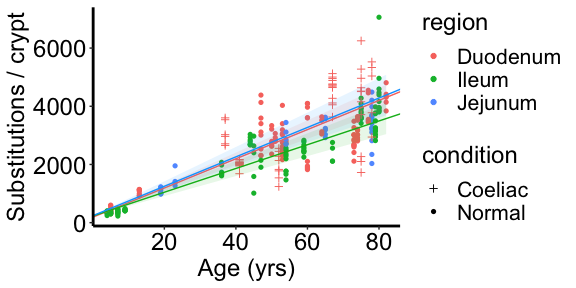 Substitutions / crypt
6000
4000
2000
0
20
40
60
80
Age (yrs)
region
Duodenum
Ileum
Jejunum
condition
Coeliac
Normal